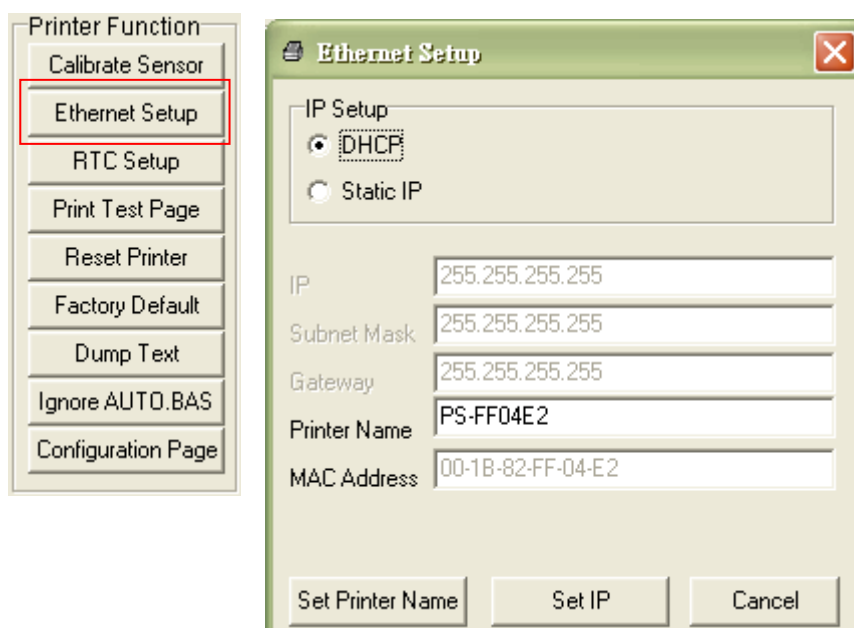 Printer Function
Calibrate Sensor
Ethernet Setup
RTC Setup
Print Test Page
Reset Printer
Factory Default
Dump Text
Ignore AUTO.BAS
Configuration Page
Ethernet Setup
IP Setup
DHCP
Static IP
IP 255.255.255.255
Subnet Mask 255.255.255.255
Gateway 255.255.255.255
Printer Name PS-FF04E2
MAC Address 00-1B-82-FF-04-E2
Set Printer Name Set IP Cancel